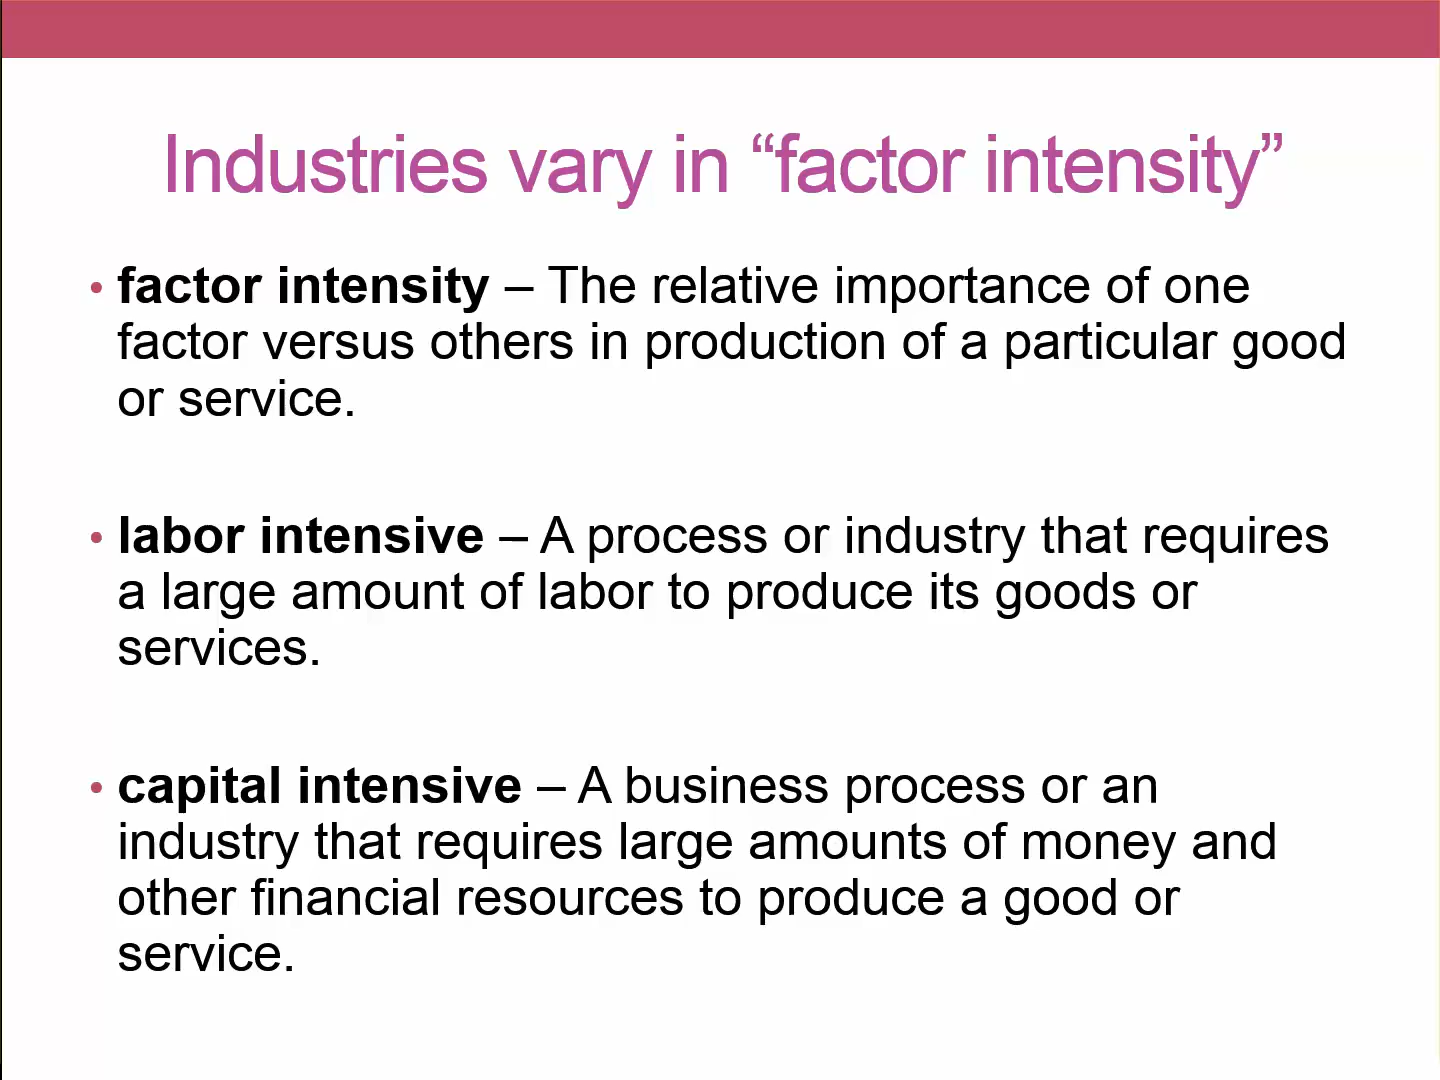 Industries vary in “factor intensity”
• factor intensity – The relative importance of one
factor versus others in production of a particular good
or service.
• labor intensive – A process or industry that requires
a large amount of labor to produce its goods or
services.
• capital intensive – A business process or an
industry that requires large amounts of money and
other financial resources to produce a good or
service.